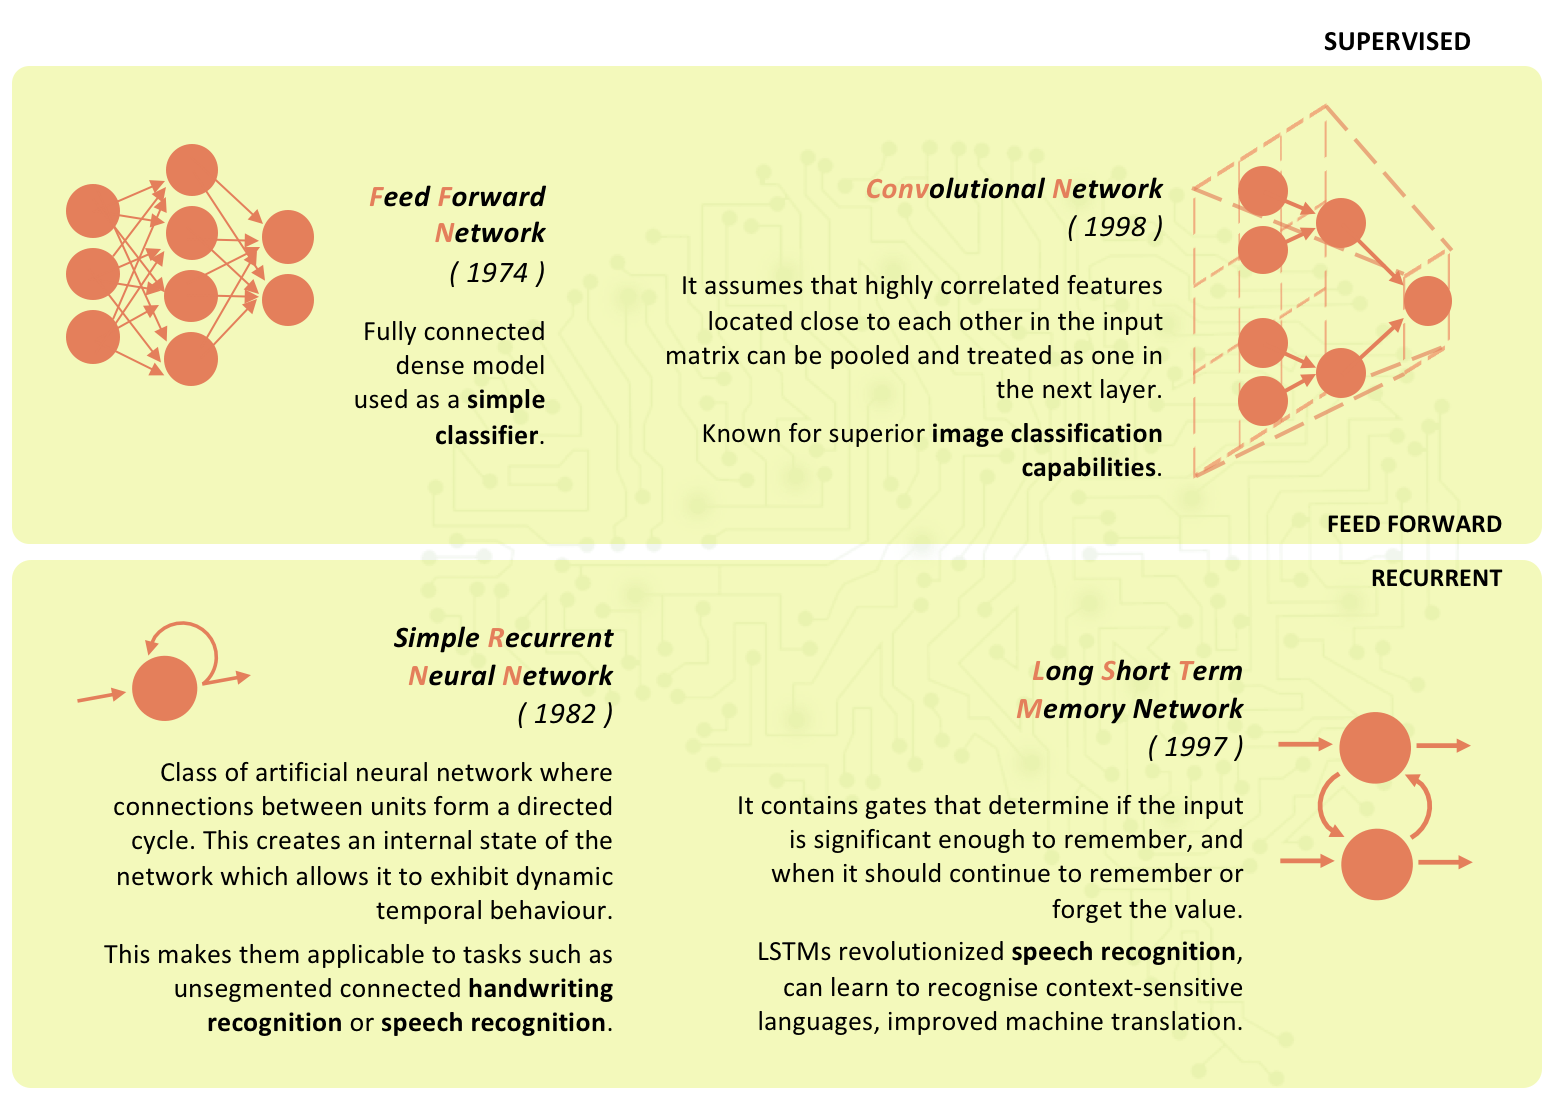 SUPERVISED
Feed Forward
Network
( 1974 )
Fully connected
dense model
used as a simple
classifier.
Convolutional Network
( 1998 )
It assumes that highly correlated features
located close to each other in the input
matrix can be pooled and treated as one in
the next layer.
Known for superior image classification
capabilities.
FEED FORWARD
RECURRENT
Simple Recurrent
Neural Network
( 1982 )
Class of artificial neural network where
connections between units form a directed
cycle. This creates an internal state of the
network which allows it to exhibit dynamic
temporal behaviour.
This makes them applicable to tasks such as
unsegmented connected handwriting
recognition or speech recognition.
Long Short Term
Memory Network
( 1997 )
It contains gates that determine if the input
is significant enough to remember, and
when it should continue to remember or
forget the value.
LSTMs revolutionized speech recognition,
can learn to recognise context-sensitive
languages, improved machine translation.